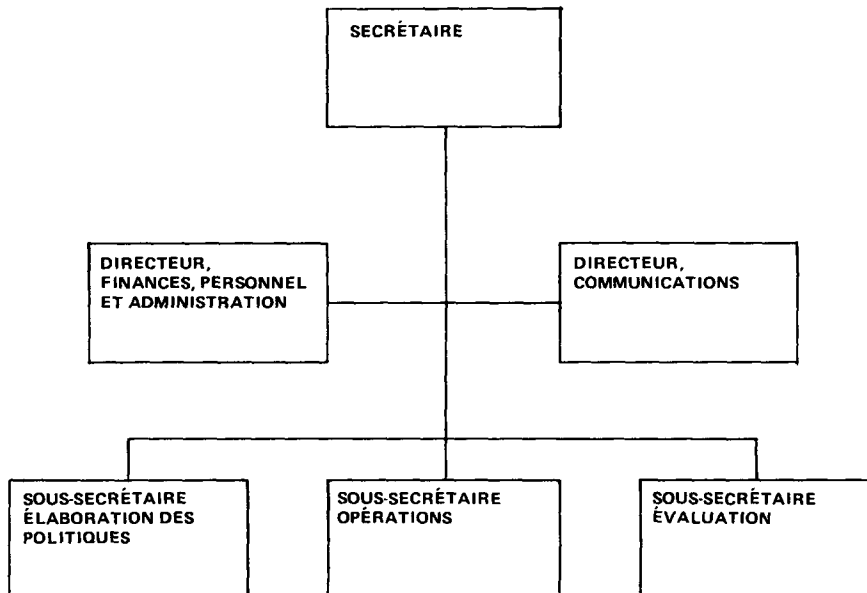 SECRÉTAIRE
DIRECTEUR,
FINANCES, PERSONNEL
ET ADMINISTRATION
DIRECTEUR,
COMMUNICATIONS
SOUS-SECRÉTAIRE
ÉLABORATION DES
POLITIQUES
SOUS-SECRÉTAIRE
OPÉRATIONS
SOUS-SECRÉTAIRE
ÉVALUATION